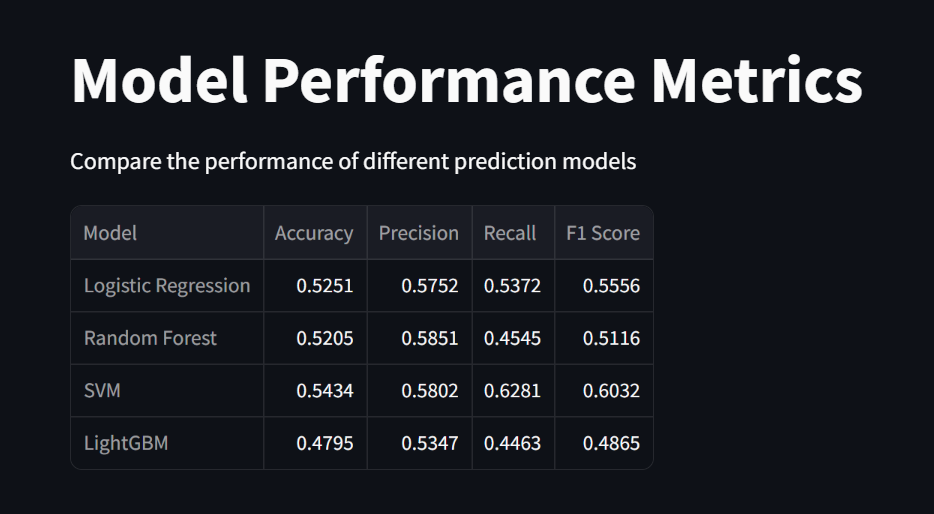 Model Performance Metrics
Compare the performance of different prediction models
Model Accuracy Precision Recall F1 Score
Logistic Regression 0.5251 0.5752 0.5372 0.5556
Random Forest 0.5205 0.5851 0.4545 0.5116
SVM 0.5434 0.5802 0.6281 0.6032
LightGBM 0.4795 0.5347 0.4463 0.4865